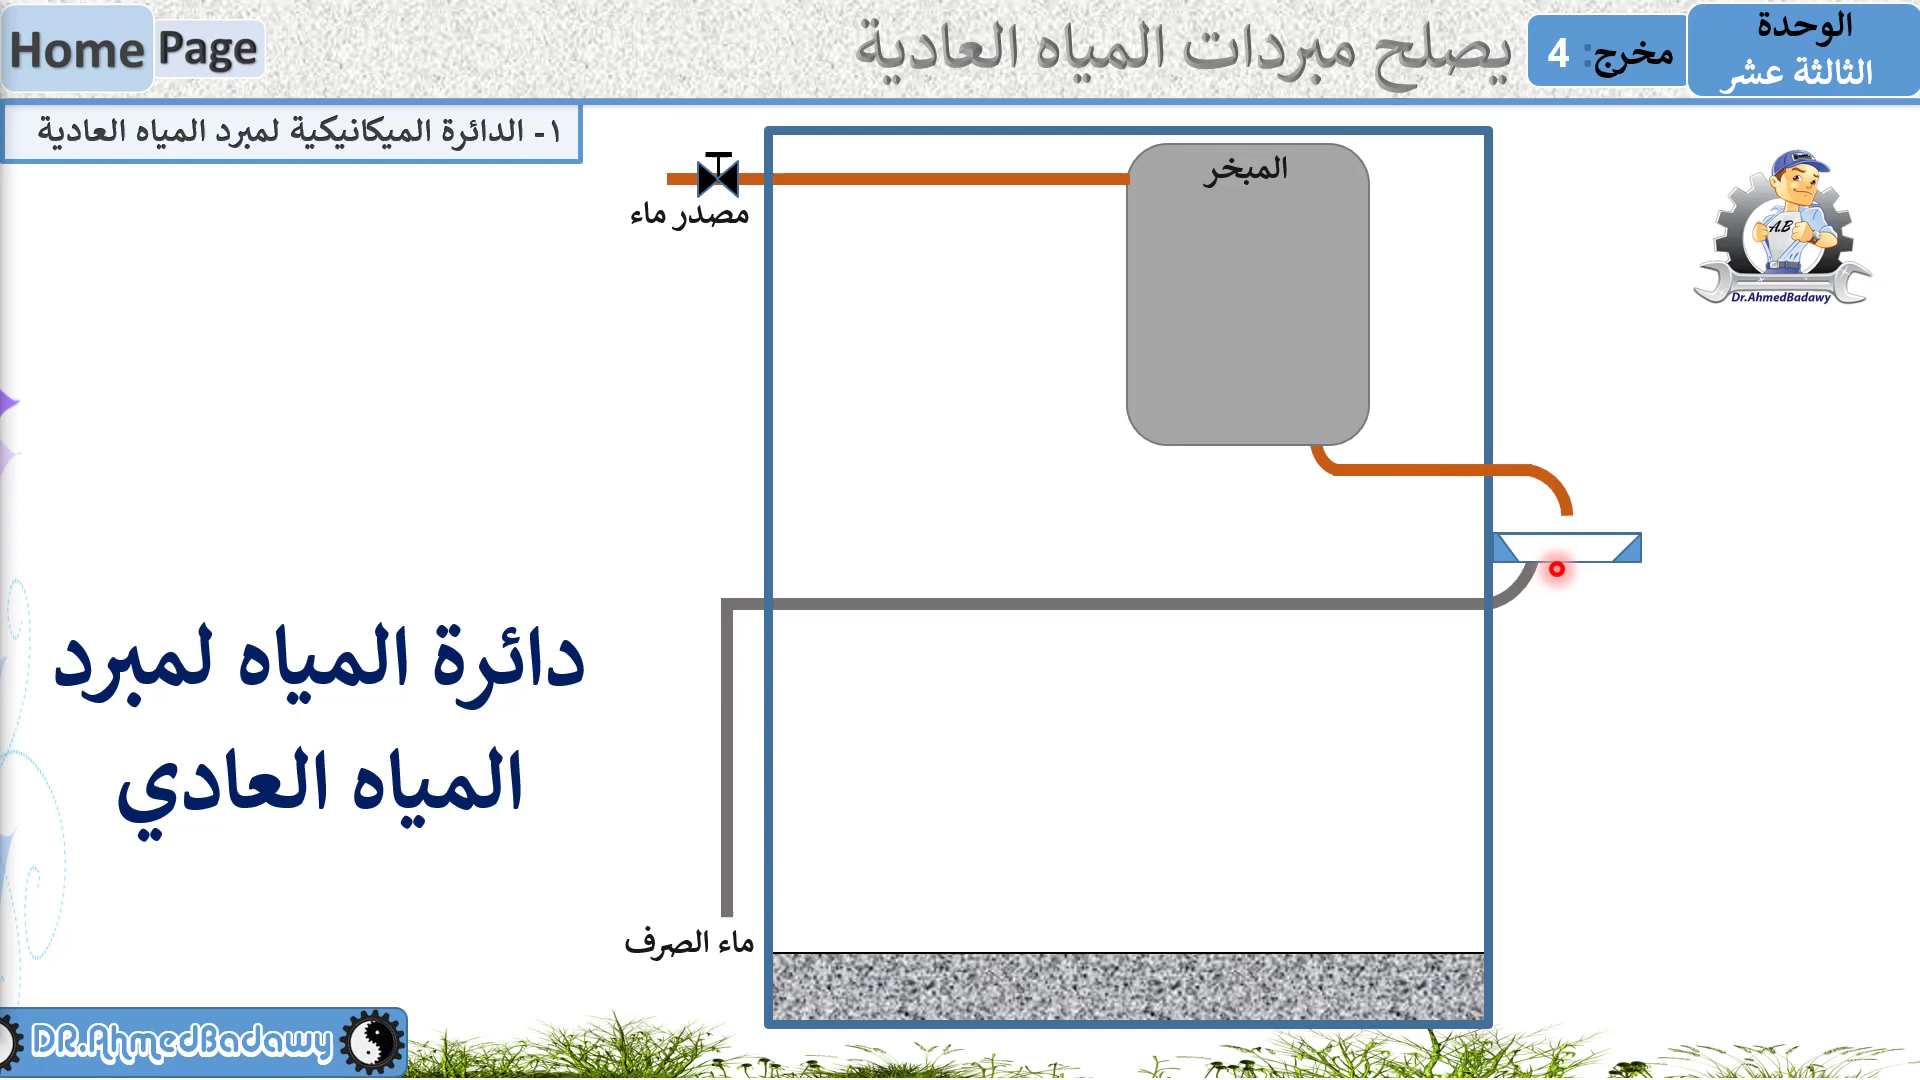 Home Page
يصلح مبردات المياه العادية
مخرج: 4
الوحدة
الثالثة عشر
١- الدائرة الميكانيكية لمبرد المياه العادية
المبخر
مصدر ماء
A.B
Dr.AhmedBadawy
دائرة المياه لمبرد
المياه العادي
ماء الصرف
DR.AhmedBadawy